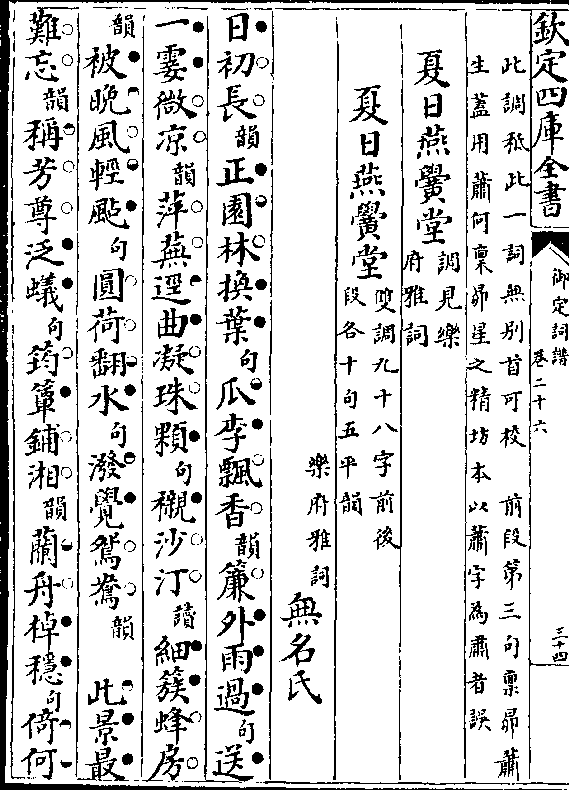 欽定四庫全書
御定詞譜
卷二十六
三十四
此調秪此一詞無別首可校 前段第三句稟昴蕭
生蓋用蕭何稟昴星之精坊本以蕭字為肅者誤
夏日燕黌堂 調見樂
府雅詞
夏日燕黌堂 雙調九十八字前後
段各十句五平韻
樂府雅詞 無名氏
日初長韻正園林換葉句瓜李飄香韻簾外雨過句送
一霎微凉韻萍蕪逕曲凝珠顆句襯沙汀讀細簇蜂房
韻被晚風輕颭句圓荷翻水句潑覺鴛鴦韻 此景最
難忘韻稱芳尊泛蟻句筠簟鋪湘韻蘭舟棹穩句倚何